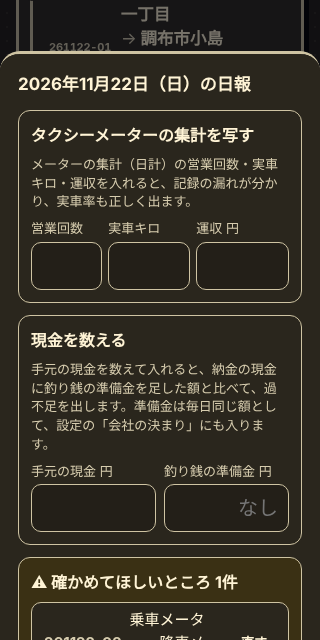 一丁目
→ 調布市小島
261122-01
2026年11月22日（日）の日報
タクシーメーターの集計を写す
メーターの集計（日計）の営業回数・実車
キロ・運収を入れると、記録の漏れが分か
り、実車率も正しく出ます。
営業回数 実車キロ 運収 円
現金を数える
手元の現金を数えて入れると、納金の現金
に釣り銭の準備金を足した額と比べて、過
不足を出します。準備金は毎日同じ額とし
て、設定の「会社の決まり」にも入りま
す。
手元の現金 円 釣り銭の準備金 円
なし
⚠ 確かめてほしいところ 1件
乗車メータ